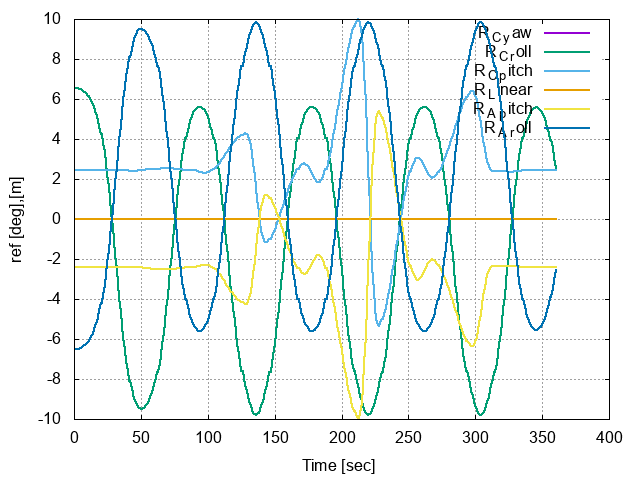 10
8
6
4
2
0
-2
-4
-6
-8
-10
0 50 100 150 200 250 300 350 400
ref [deg],[m]
Time [sec]
R_Cyaw
R_Croll
R_Cpitch
R_Linear
R_Apitch
R_Aroll